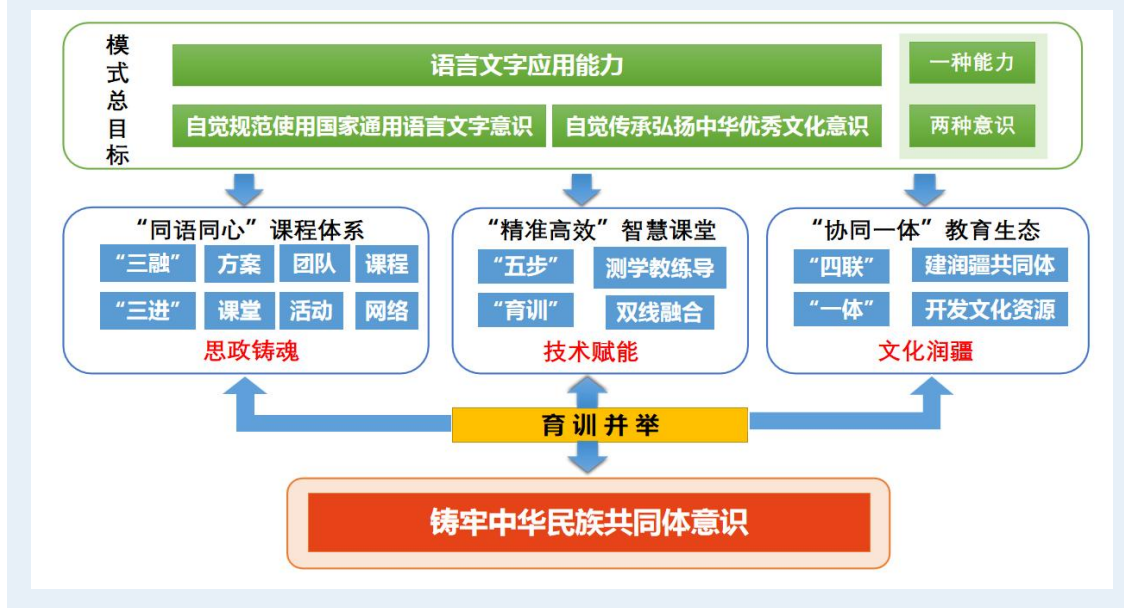 模式总目标
语言文字应用能力
一种能力
自觉规范使用国家通用语言文字意识
自觉传承弘扬中华优秀文化意识
两种意识
“同语同心”课程体系
“三融” 方案 团队 课程
“三进” 课堂 活动 网络
思政铸魂
“精准高效”智慧课堂
“五步” 测学教练导
“育训” 双线融合
技术赋能
“协同一体”教育生态
“四联” 建润疆共同体
“一体” 开发文化资源
文化润疆
育训并举
铸牢中华民族共同体意识